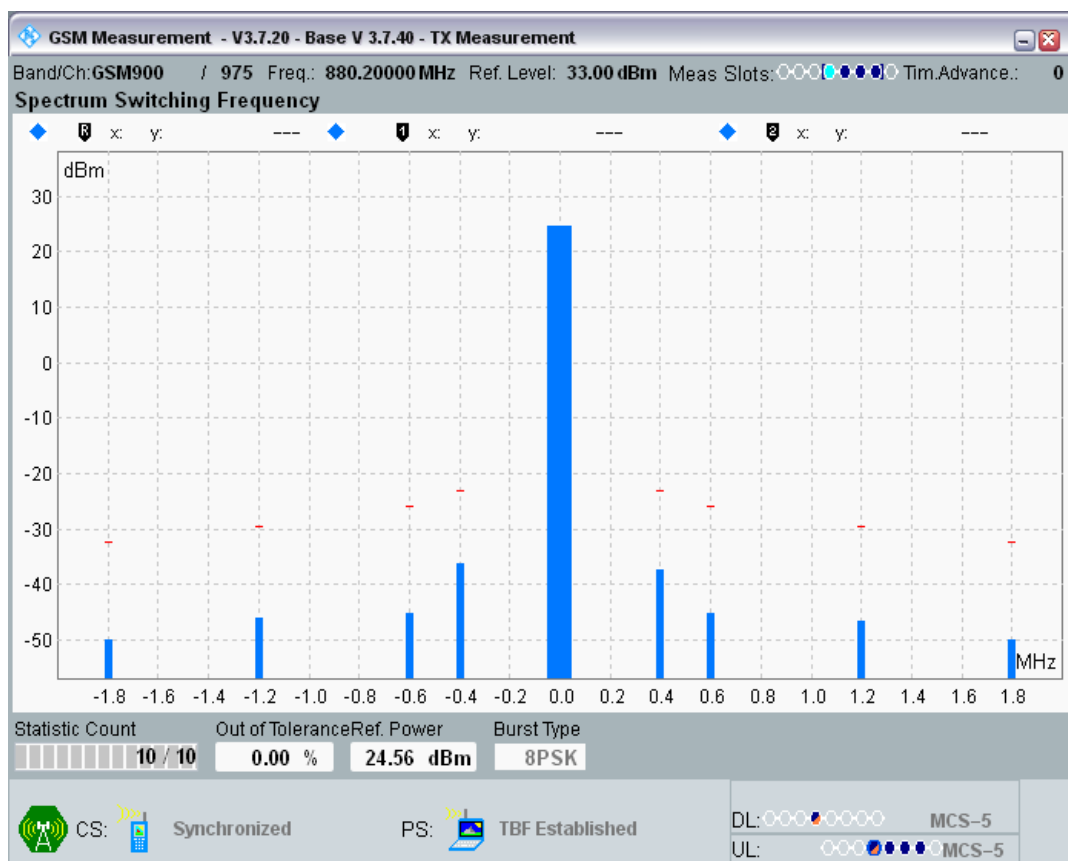 GSM Measurement - V3.7.20 - Base V 3.7.40 - TX Measurement
Band/Ch:GSM900 / 975 Freq.: 880.20000 MHz Ref. Level: 33.00 dBm Meas Slots: Tim.Advance.: 0
Spectrum Switching Frequency
R x: y: --- 1 x: y: --- 2 x: y: ---
dBm
30
20
10
0
-10
-20
-30
-40
-50
MHz
-1.8 -1.6 -1.4 -1.2 -1.0 -0.8 -0.6 -0.4 -0.2 0.0 0.2 0.4 0.6 0.8 1.0 1.2 1.4 1.6 1.8
Statistic Count Out of Tolerance Ref. Power Burst Type
10 / 10 0.00 % 24.56 dBm 8PSK
CS: Synchronized PS: TBF Established DL: MCS-5
UL: MCS-5